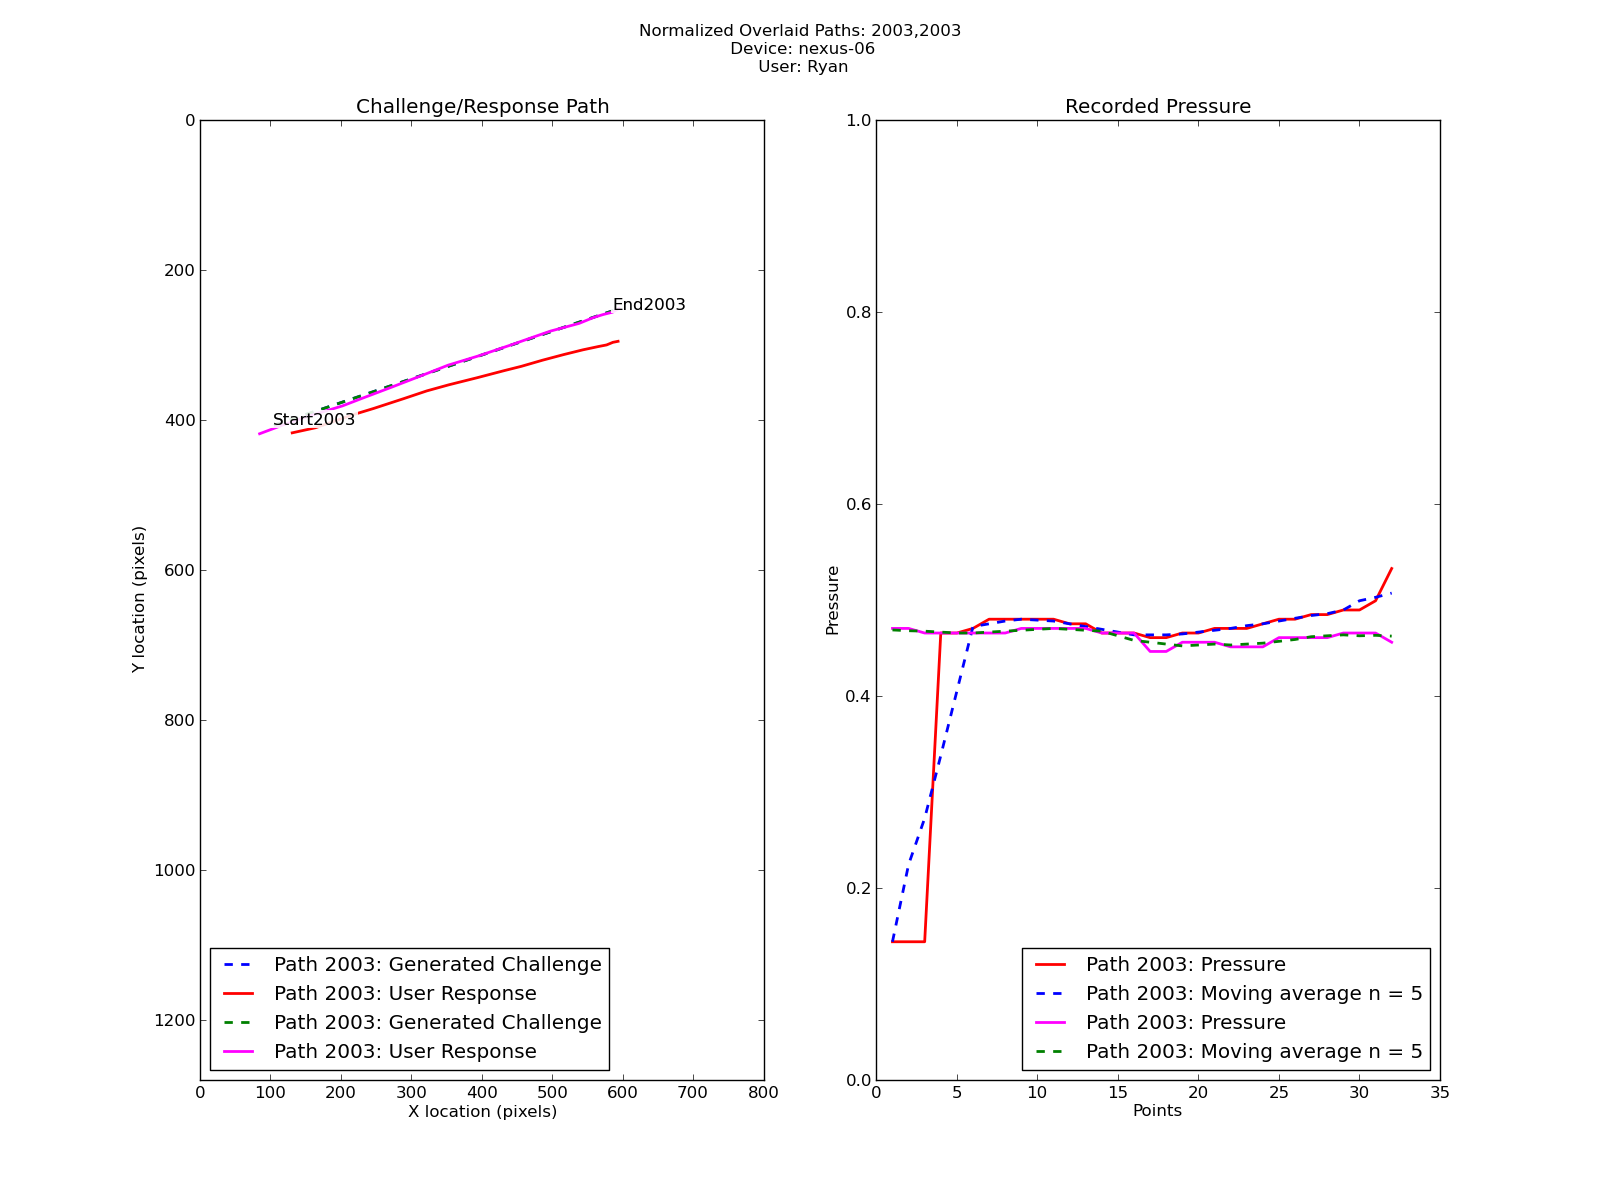 Normalized Overlaid Paths: 2003,2003
Device: nexus-06
User: Ryan
Challenge/Response Path
0
200
400
600
800
1000
1200
Y location (pixels)
End2003
Start2003
Path 2003: Generated Challenge
Path 2003: User Response
Path 2003: Generated Challenge
Path 2003: User Response
0 100 200 300 400 500 600 700 800
X location (pixels)
Recorded Pressure
1.0
0.8
0.6
0.4
0.2
0.0
Pressure
Path 2003: Pressure
Path 2003: Moving average n = 5
Path 2003: Pressure
Path 2003: Moving average n = 5
0 5 10 15 20 25 30 35
Points